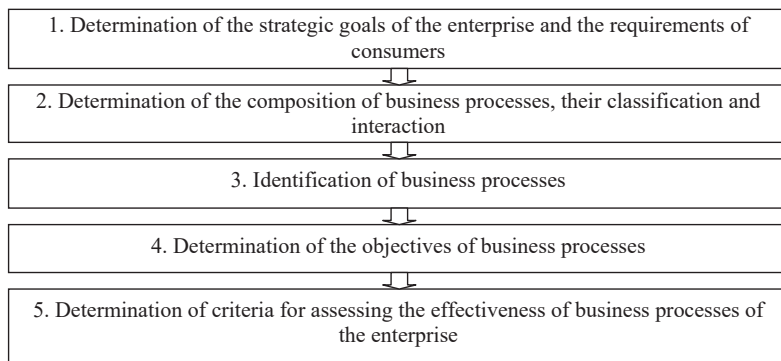 1. Determination of the strategic goals of the enterprise and the requirements of
consumers
2. Determination of the composition of business processes, their classification and
interaction
3. Identification of business processes
4. Determination of the objectives of business processes
5. Determination of criteria for assessing the effectiveness of business processes of
the enterprise